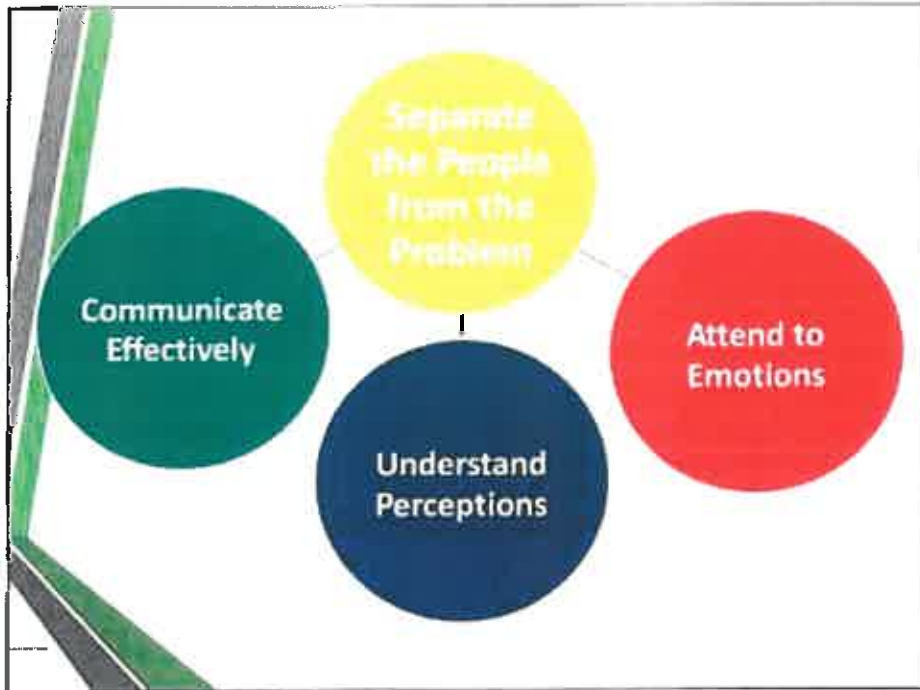 Separate
the People
from the
Problem
Communicate
Effectively
Attend to
Emotions
Understand
Perceptions